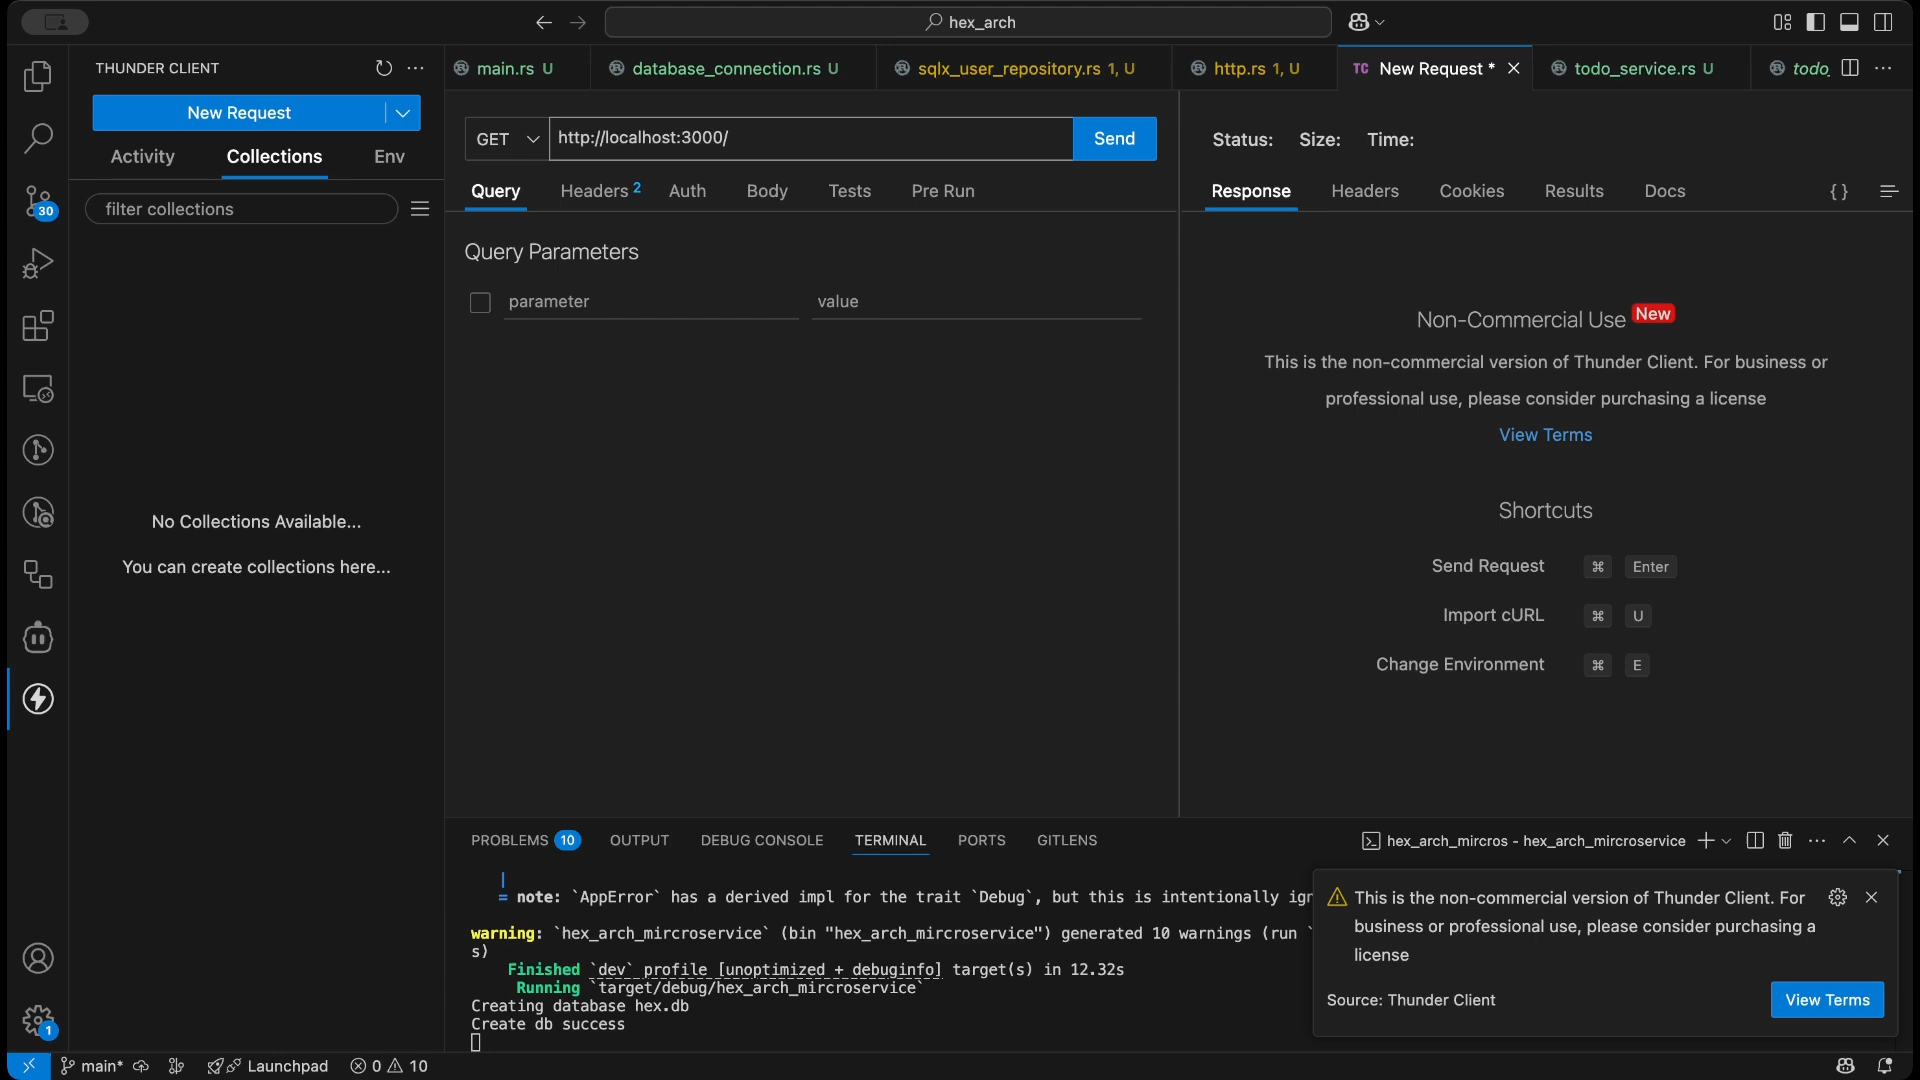 hex_arch
THUNDER CLIENT
New Request
Activity
Collections
Env
filter collections
No Collections Available...
You can create collections here...
30
1
main.rs U
database_connection.rs U
sqlx_user_repository.rs 1, U
http.rs 1, U
TC New Request *
todo_service.rs U
todo_
GET
http://localhost:3000/
Send
Query
Headers 2
Auth
Body
Tests
Pre Run
Query Parameters
parameter
value
Status:
Size:
Time:
Response
Headers
Cookies
Results
Docs
{ }
Non-Commercial Use New
This is the non-commercial version of Thunder Client. For business or
professional use, please consider purchasing a license
View Terms
Shortcuts
Send Request ⌘ Enter
Import cURL ⌘ U
Change Environment ⌘ E
PROBLEMS 10
OUTPUT
DEBUG CONSOLE
TERMINAL
PORTS
GITLENS
hex_arch_mircros - hex_arch_mircroservice
|
= note: `AppError` has a derived impl for the trait `Debug`, but this is intentionally ign
warning: `hex_arch_mircroservice` (bin "hex_arch_mircroservice") generated 10 warnings (run `
s)
Finished `dev` profile [unoptimized + debuginfo] target(s) in 12.32s
Running `target/debug/hex_arch_mircroservice`
Creating database hex.db
Create db success
This is the non-commercial version of Thunder Client. For
business or professional use, please consider purchasing a
license
Source: Thunder Client
View Terms
main*
Launchpad
0
10